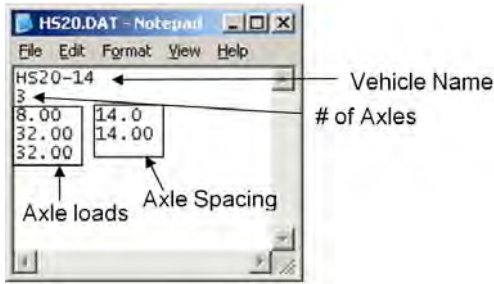 HS20.DAT - Notepad
File Edit Format View Help
HS20-14
Vehicle Name
3
# of Axles
8.00 14.0
32.00 14.00
32.00
Axle loads
Axle Spacing